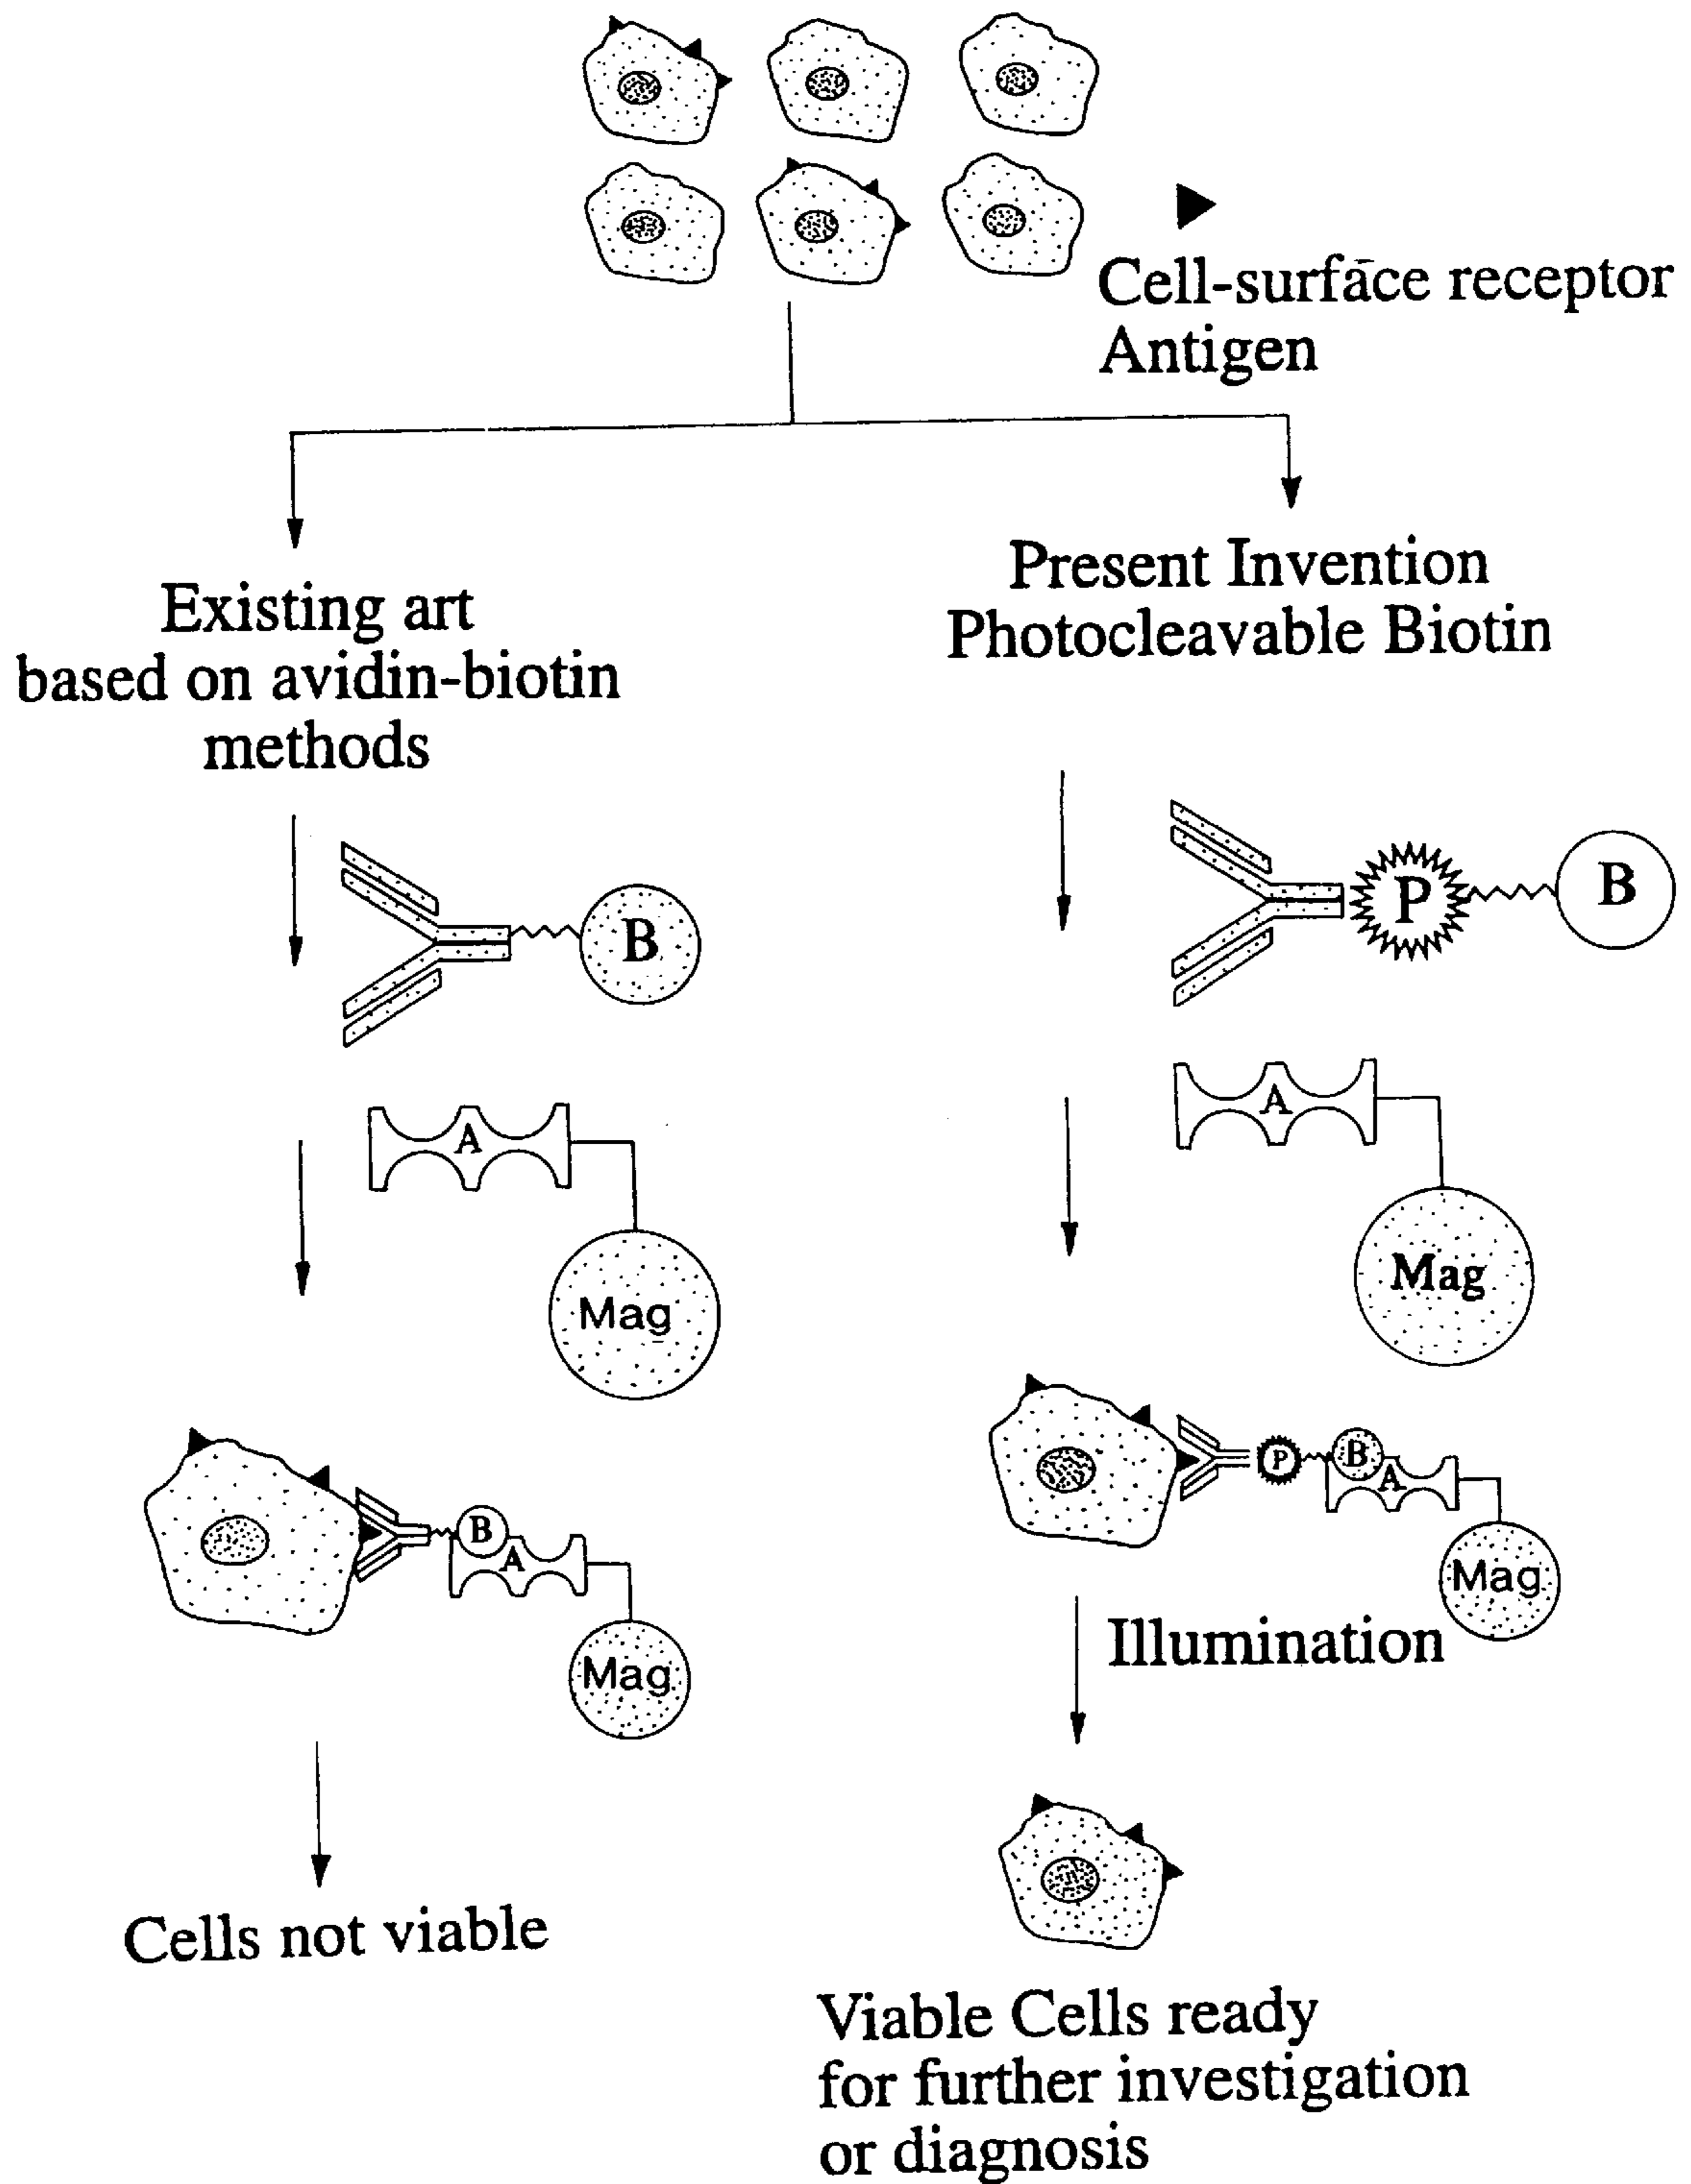 Cell-surface receptor
Antigen
Existing art
based on avidin-biotin
methods
B
A
Mag
B
A
Mag
Cells not viable
Present Invention
Photocleavable Biotin
P
B
A
Mag
P
B
A
Mag
Illumination
Viable Cells ready
for further investigation
or diagnosis